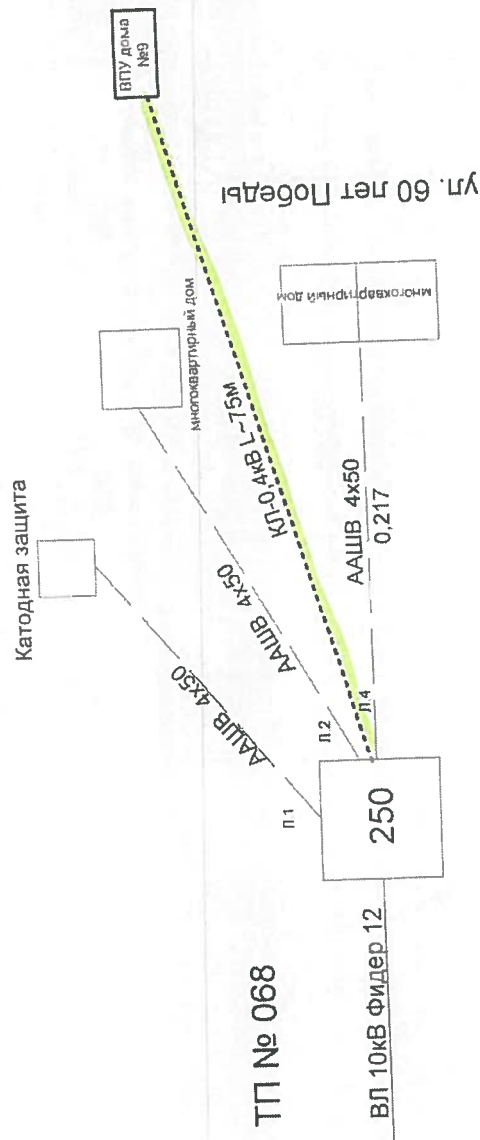 Катодная защита
ВПУ дома
№9
многоквартирный дом
ААШВ 4х50
ААШВ 4х50
КЛ-0,4кВ L~75м
ул. 60 лет Победы
многоквартирный дом
ААШВ 4х50
0,217
Л.1
Л.2
Л.4
250
ТП № 068
ВЛ 10кВ Фидер 12